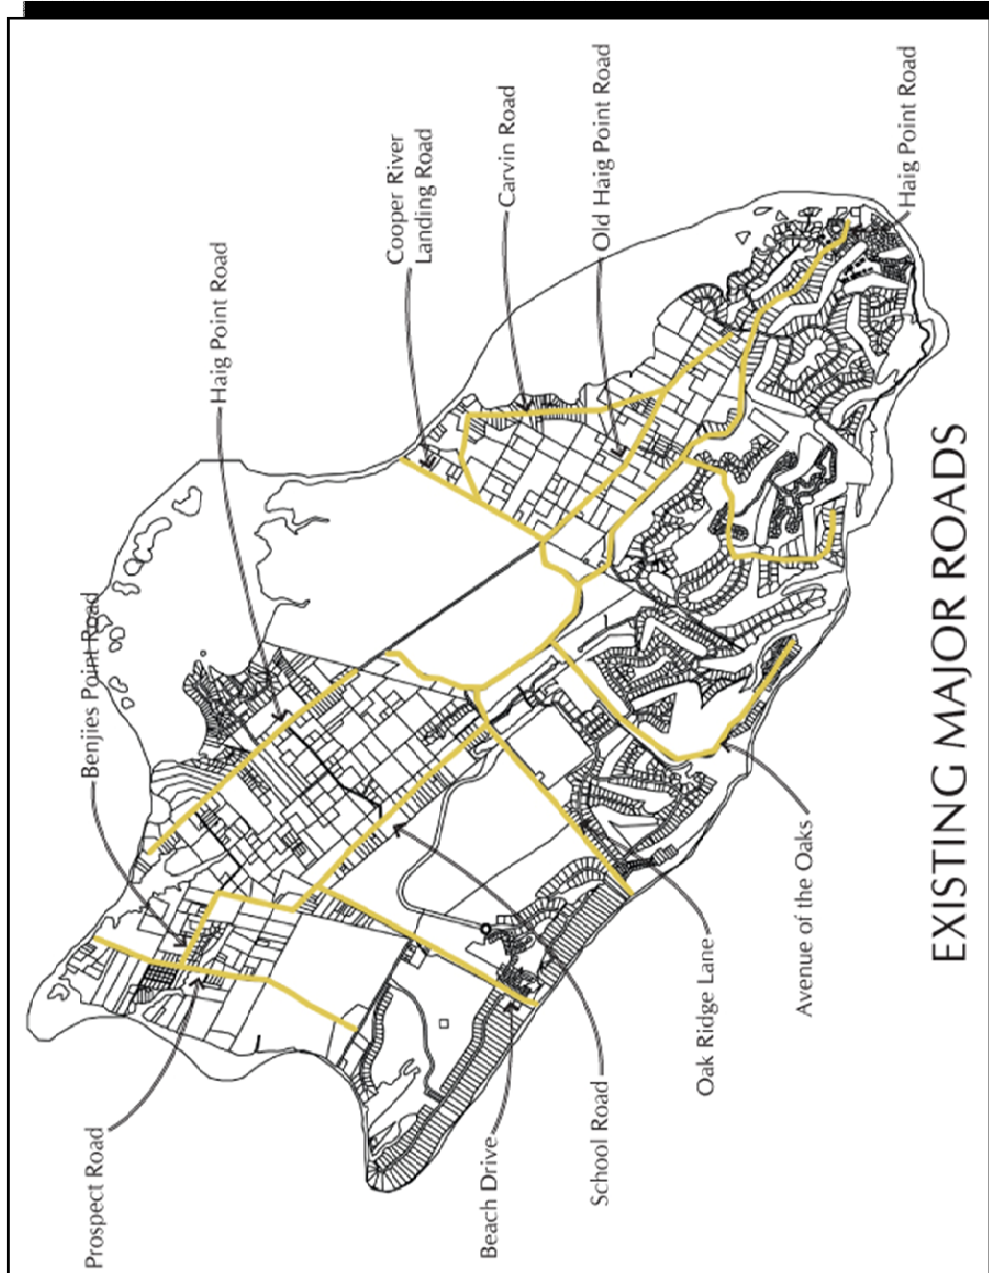 Haig Point Road
Old Haig Point Road
Carvin Road
Cooper River
Landing Road
Haig Point Road
Benjies Point Road
Avenue of the Oaks
Oak Ridge Lane
School Road
Beach Drive
Prospect Road
EXISTING MAJOR ROADS